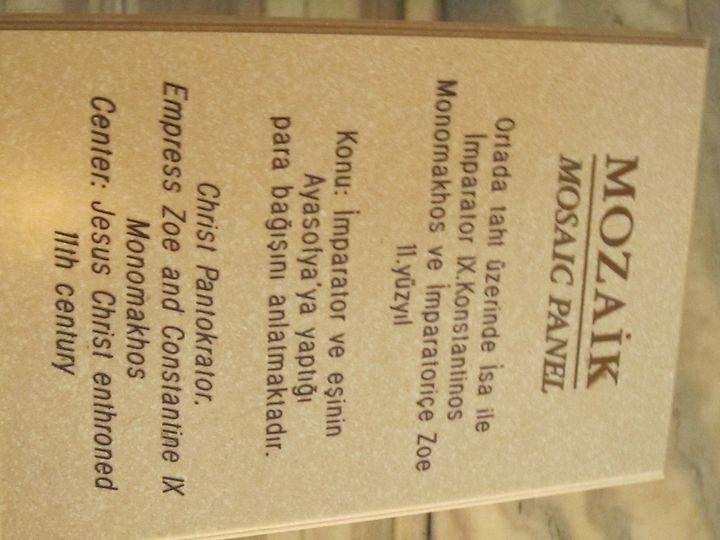 MOZAİK
MOSAIC PANEL
Ortada taht üzerinde İsa ile
İmparator IX.Konstantinos
Monomakhos ve İmparatoriçe Zoe
11.yüzyıl
Konu: İmparator ve eşinin
Ayasofya'ya yaptığı
para bağışını anlatmaktadır.
Christ Pantokrator.
Empress Zoe and Constantine IX
Monomakhos
Center: Jesus Christ enthroned
11th century